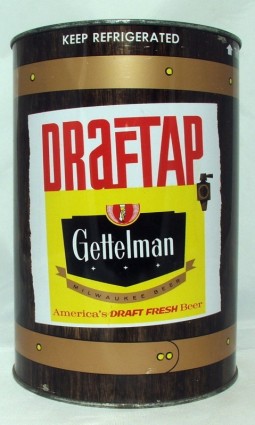 KEEP REFRIGERATED
DRAFTAP
Gettelman
MILWAUKEE BEER
America's DRAFT FRESH Beer